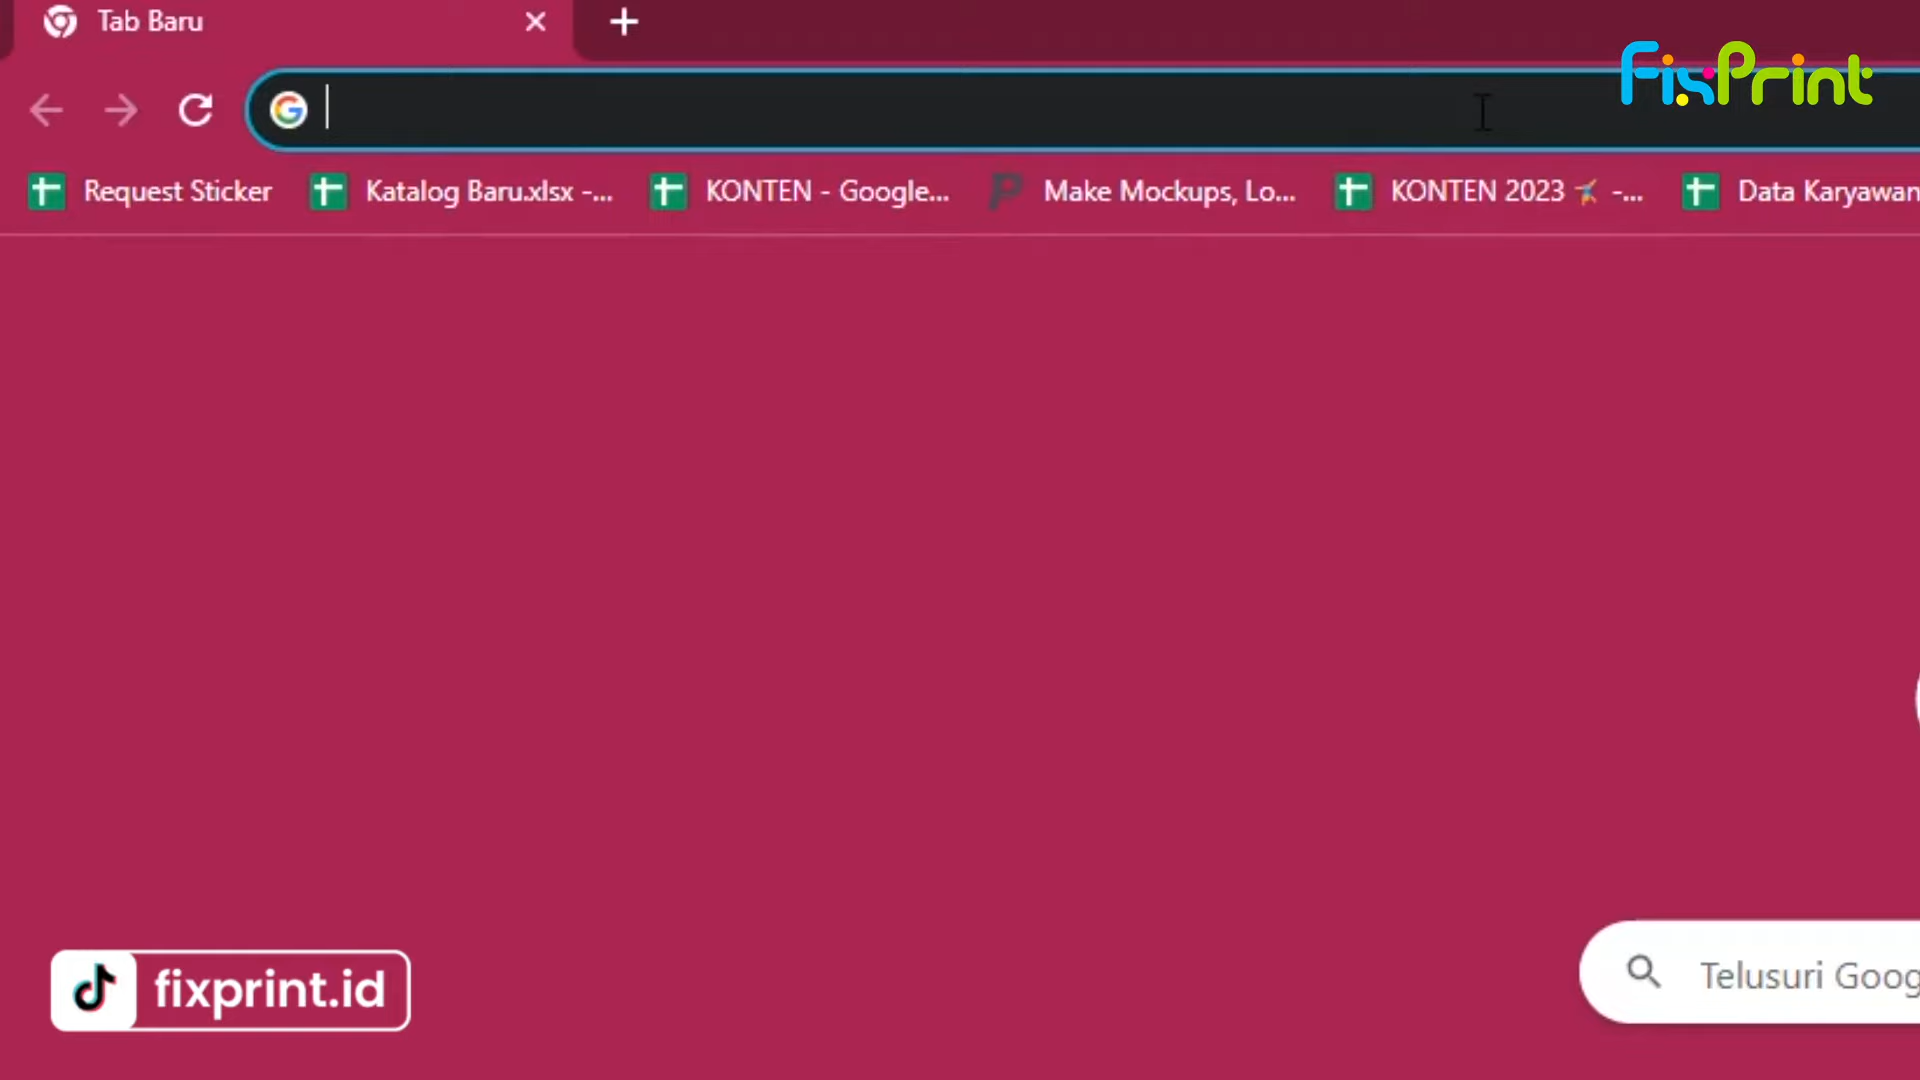 Tab Baru
FixPrint
Request Sticker
Katalog Baru.xlsx -...
KONTEN - Google...
Make Mockups, Lo...
KONTEN 2023 -...
Data Karyawan
fixprint.id
Telusuri Goog